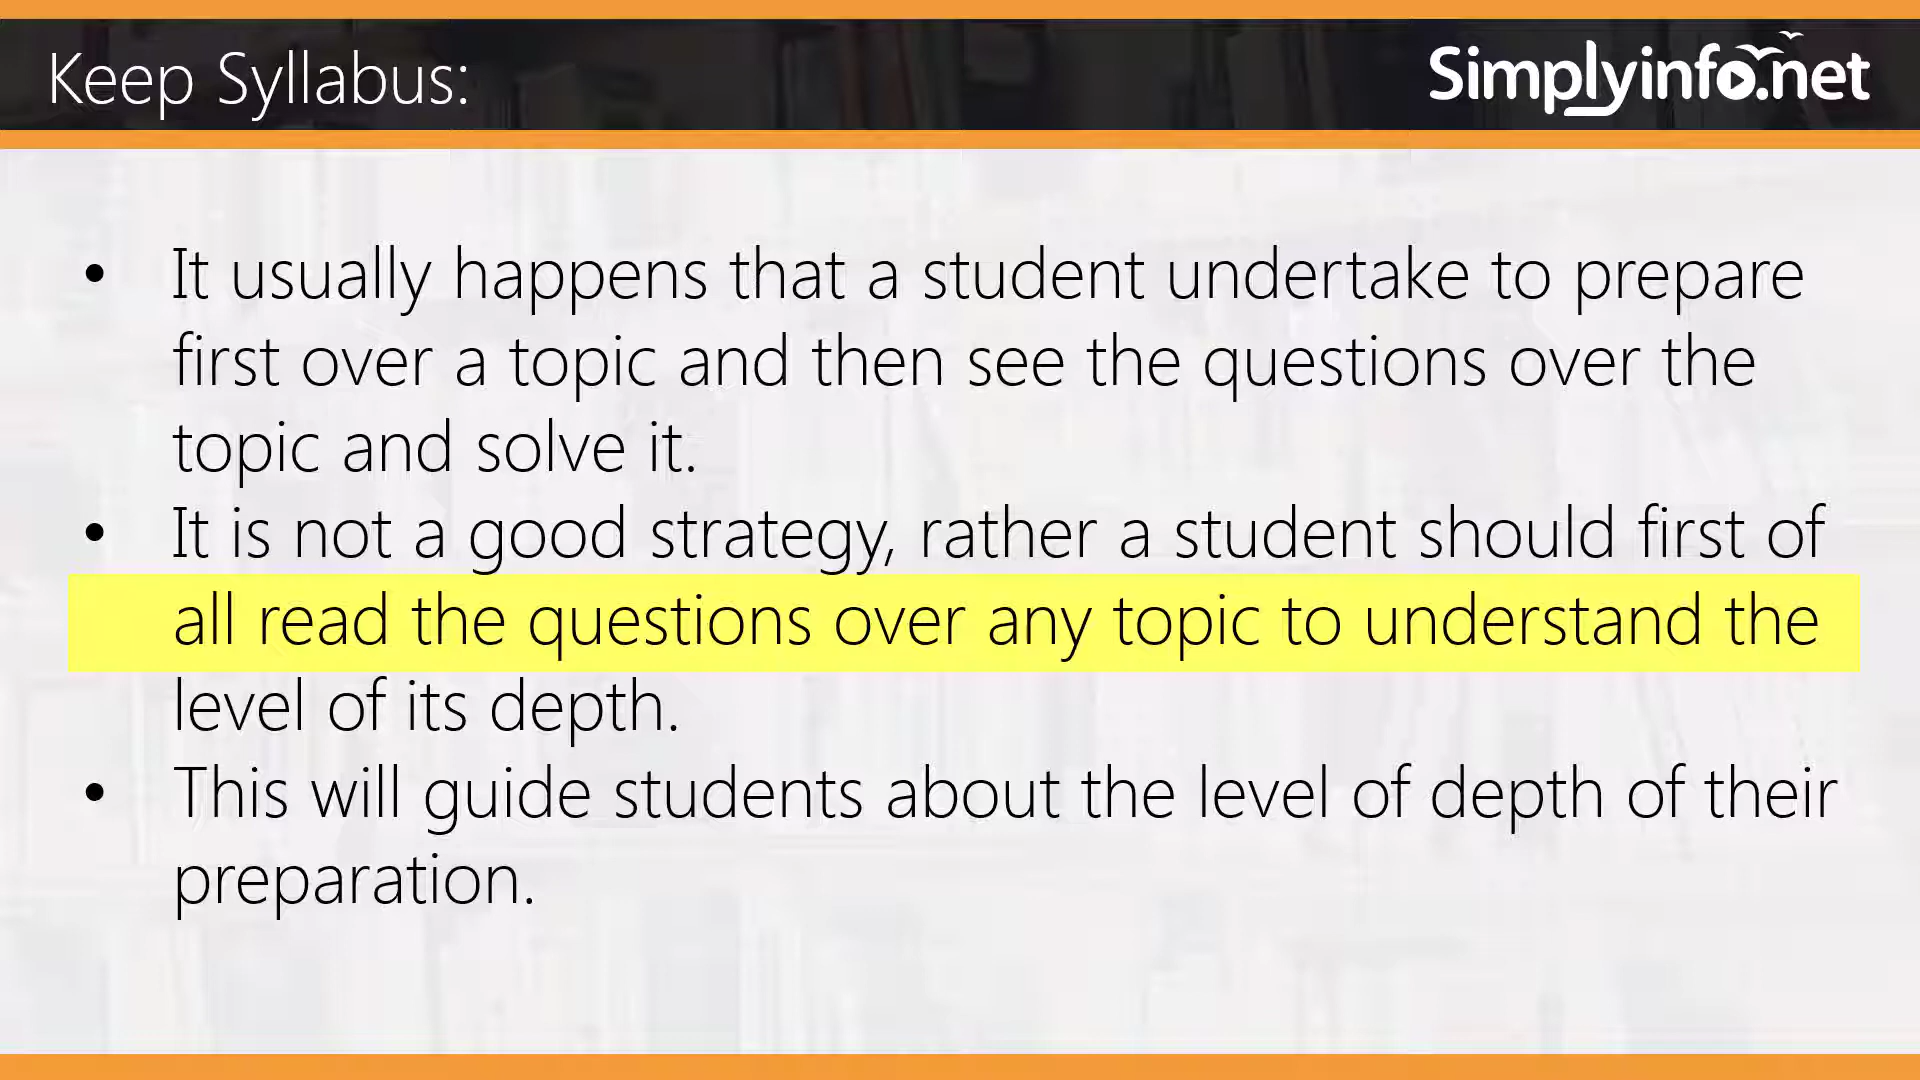 Keep Syllabus:
Simplyinfo.net
• It usually happens that a student undertake to prepare
first over a topic and then see the questions over the
topic and solve it.
• It is not a good strategy, rather a student should first of
all read the questions over any topic to understand the
level of its depth.
• This will guide students about the level of depth of their
preparation.